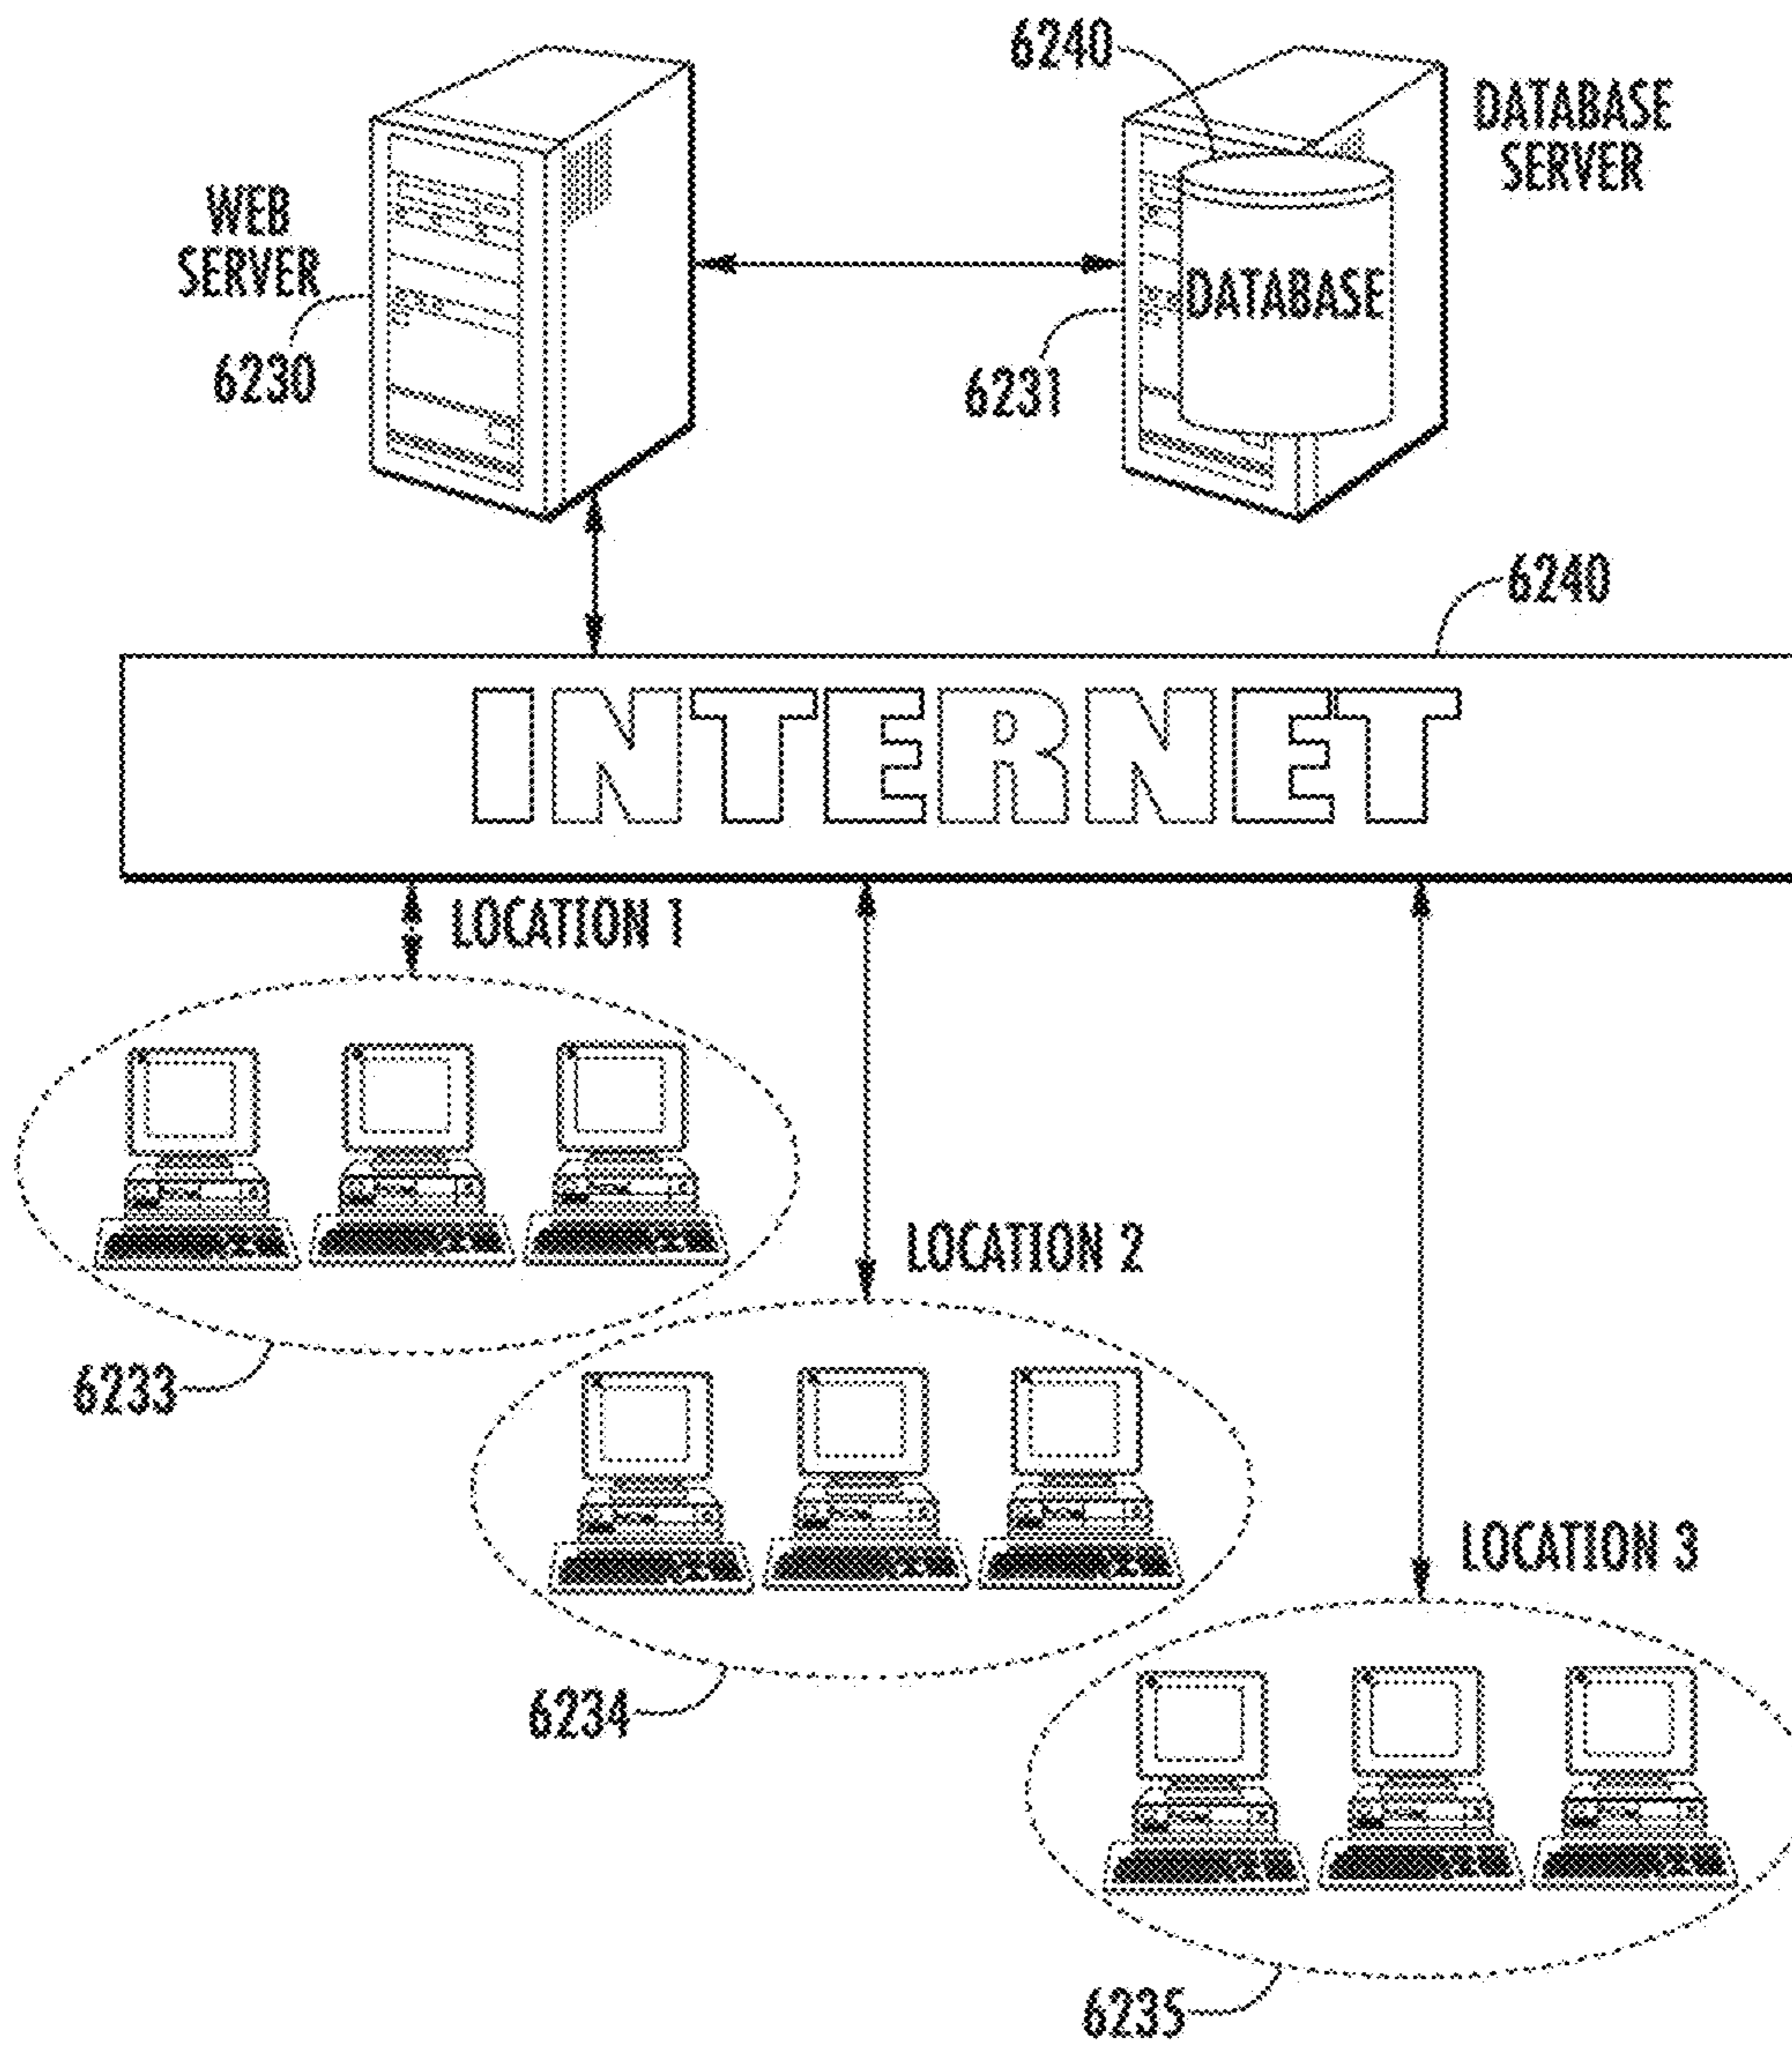 6240
DATABASE
SERVER
WEB
SERVER
DATABASE
6230
6231
6240
INTERNET
LOCATION 1
LOCATION 2
6233
LOCATION 3
6234
6235